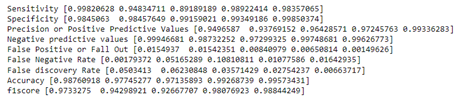 Sensitivity [0.99820628 0.94834711 0.89189189 0.98922414 0.98357065]
Specificity [0.9845063  0.98457649 0.99159021 0.99349186 0.99850374]
Precision or Positive Predictive Values [0.9496587  0.93769152 0.96428571 0.97245763 0.99336283]
Negative predictive values [0.99946681 0.98732252 0.97299325 0.99748681 0.99626773]
False Positive or Fall Out [0.0154937  0.01542351 0.00840979 0.00650814 0.00149626]
False Negative Rate [0.00179372 0.05165289 0.10810811 0.01077586 0.01642935]
False discovery Rate [0.0503413  0.06230848 0.03571429 0.02754237 0.00663717]
Accuracy [0.98760918 0.97745277 0.97135893 0.99268739 0.99573431]
f1score [0.9733275  0.94298921 0.92667707 0.98076923 0.98844249]